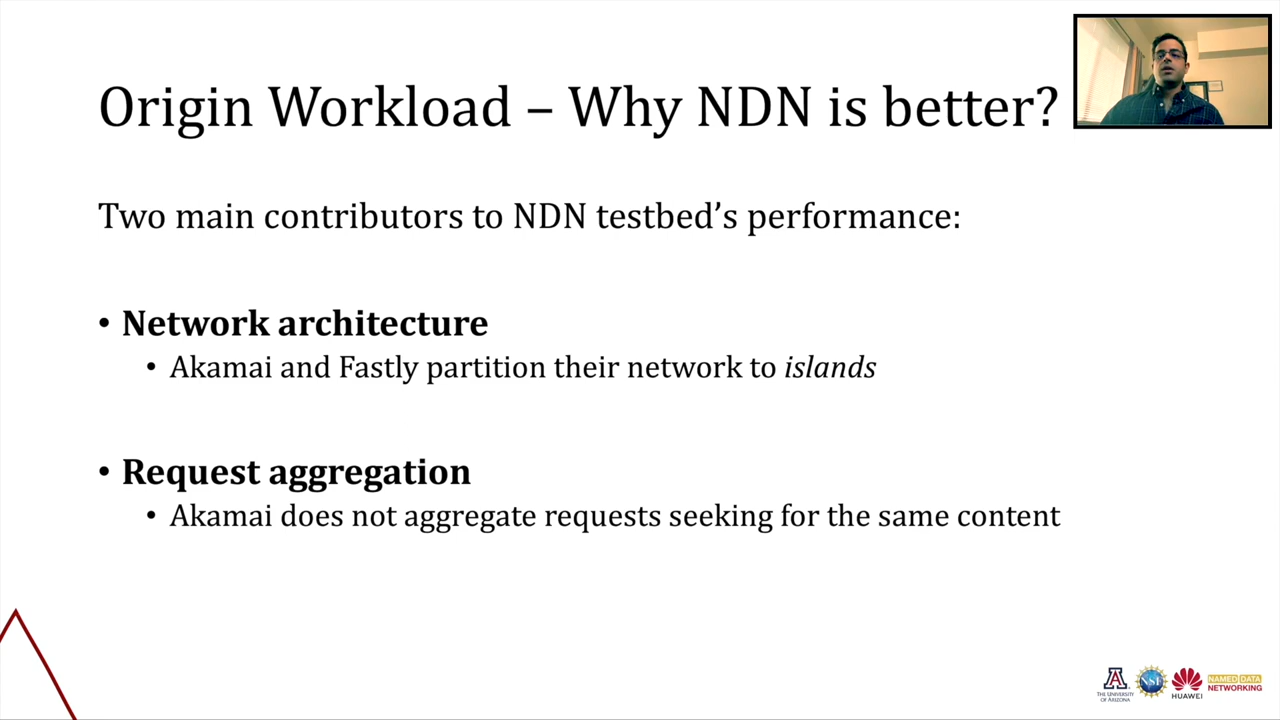 Origin Workload – Why NDN is better?
Two main contributors to NDN testbed’s performance:
• Network architecture
• Akamai and Fastly partition their network to islands
• Request aggregation
• Akamai does not aggregate requests seeking for the same content
THE UNIVERSITY
OF ARIZONA
NSF
HUAWEI
NAMED DATA
NETWORKING